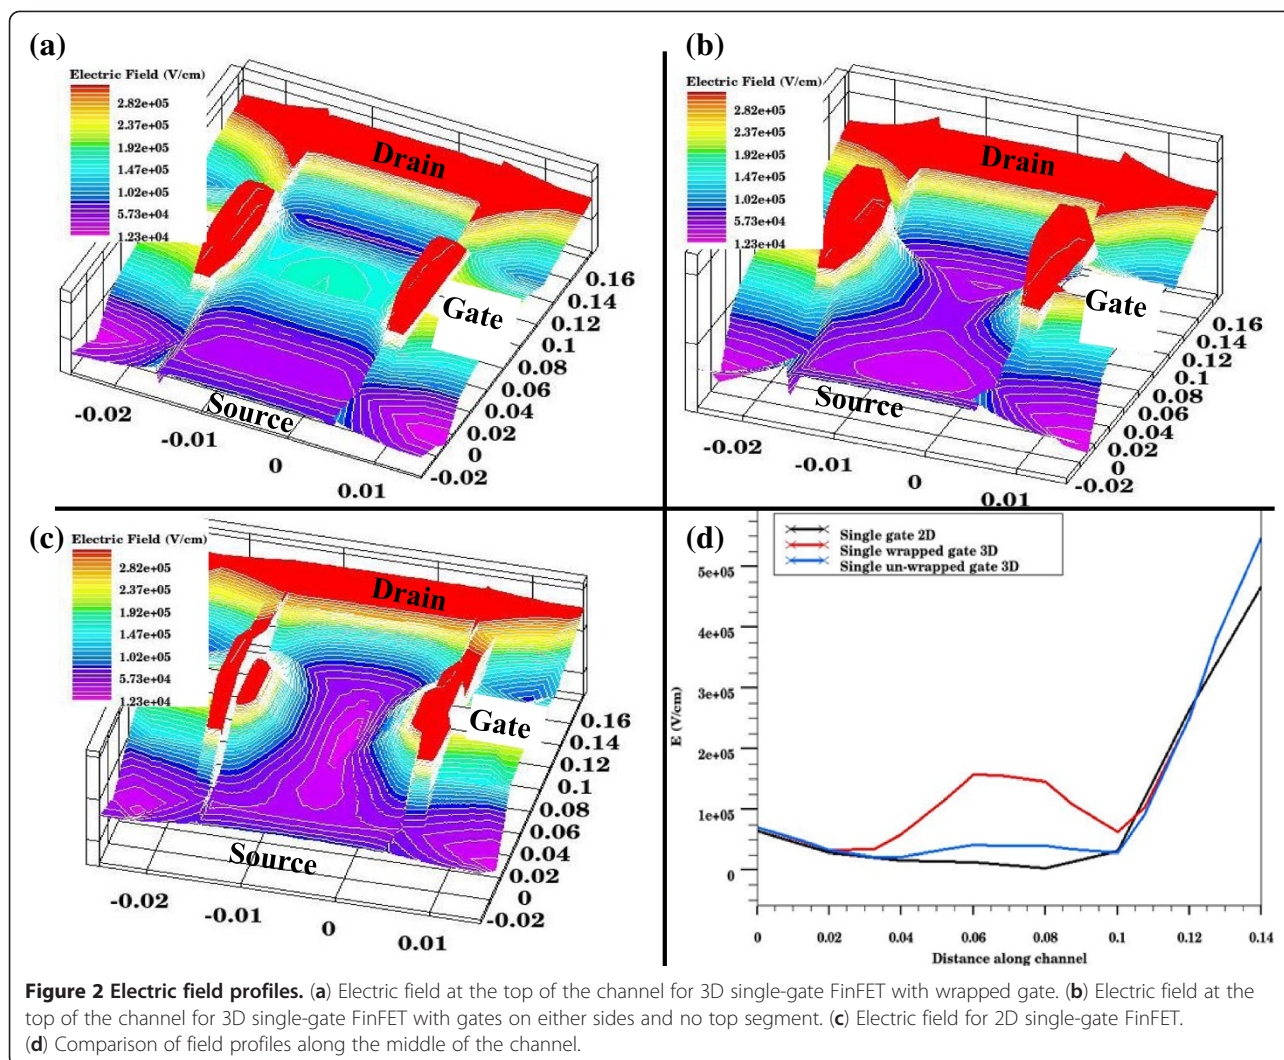 (a)
Electric Field (V/cm)
2.82e+05
2.37e+05
1.92e+05
1.47e+05
1.02e+05
5.73e+04
1.23e+04
Drain
Gate
Source
0.16
0.14
0.12
0.1
0.08
0.06
0.04
0.02
0
-0.02
-0.02
-0.01
0
0.01
(b)
Electric Field (V/cm)
2.82e+05
2.37e+05
1.92e+05
1.47e+05
1.02e+05
5.73e+04
1.23e+04
Drain
Gate
Source
0.16
0.14
0.12
0.1
0.08
0.06
0.04
0.02
0
-0.02
-0.02
-0.01
0
0.01
(c)
Electric Field (V/cm)
2.82e+05
2.37e+05
1.92e+05
1.47e+05
1.02e+05
5.73e+04
1.23e+04
Drain
Gate
Source
0.16
0.14
0.12
0.1
0.08
0.06
0.04
0.02
0
-0.02
-0.02
-0.01
0
0.01
(d)
Single gate 2D
Single wrapped gate 3D
Single un-wrapped gate 3D
5e+05
4e+05
3e+05
2e+05
1e+05
0
E (V/cm)
0 0.02 0.04 0.06 0.08 0.1 0.12 0.14
Distance along channel
Figure 2 Electric field profiles. (a) Electric field at the top of the channel for 3D single-gate FinFET with wrapped gate. (b) Electric field at the
top of the channel for 3D single-gate FinFET with gates on either sides and no top segment. (c) Electric field for 2D single-gate FinFET.
(d) Comparison of field profiles along the middle of the channel.